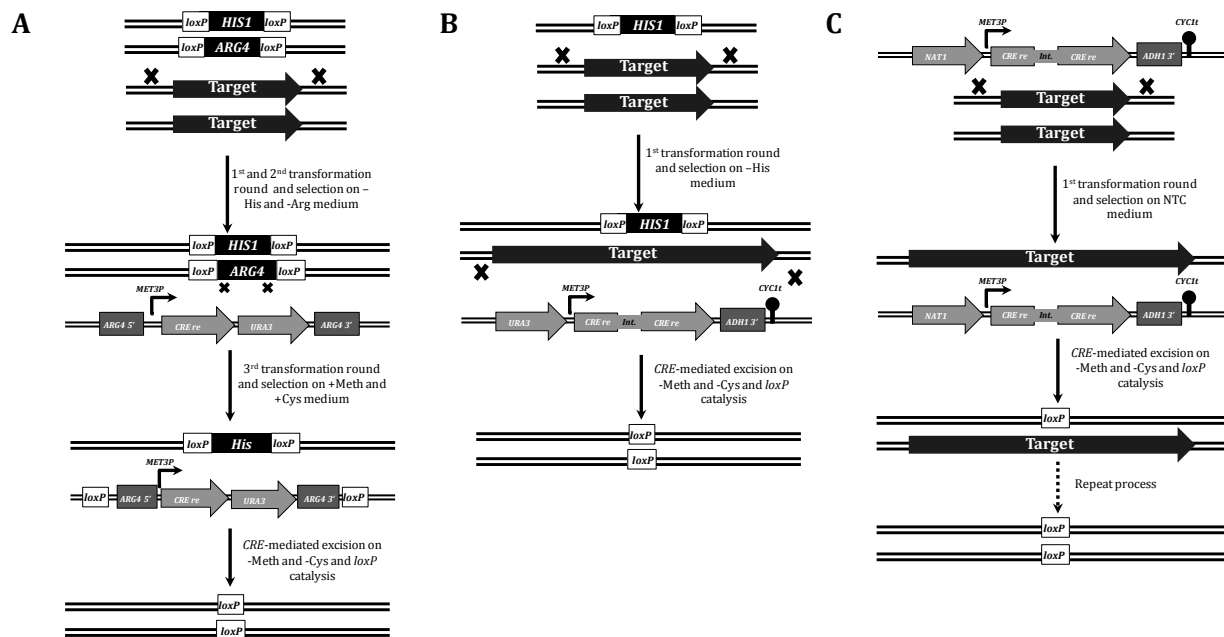 A
loxP HIS1 loxP
loxP ARG4 loxP
Target
Target
1st and 2nd transformation
round and selection on –
His and -Arg medium
loxP HIS1 loxP
loxP ARG4 loxP
MET3P
ARG4 5' CRE re URA3 ARG4 3'
3rd transformation round
and selection on +Meth and
+Cys medium
loxP His loxP
MET3P
loxP ARG4 5' CRE re URA3 ARG4 3' loxP
CRE-mediated excision on
-Meth and -Cys and loxP
catalysis
loxP
loxP
B
loxP HIS1 loxP
Target
Target
1st transformation round
and selection on –His
medium
loxP HIS1 loxP
Target
MET3P CYC1t
URA3 CRE re Int. CRE re ADH1 3'
CRE-mediated excision on
-Meth and -Cys and loxP
catalysis
loxP
loxP
C
MET3P CYC1t
NAT1 CRE re Int. CRE re ADH1 3'
Target
Target
1st transformation round
and selection on NTC
medium
Target
MET3P CYC1t
NAT1 CRE re Int. CRE re ADH1 3'
CRE-mediated excision on
-Meth and -Cys and loxP
catalysis
loxP
Target
Repeat process
loxP
loxP